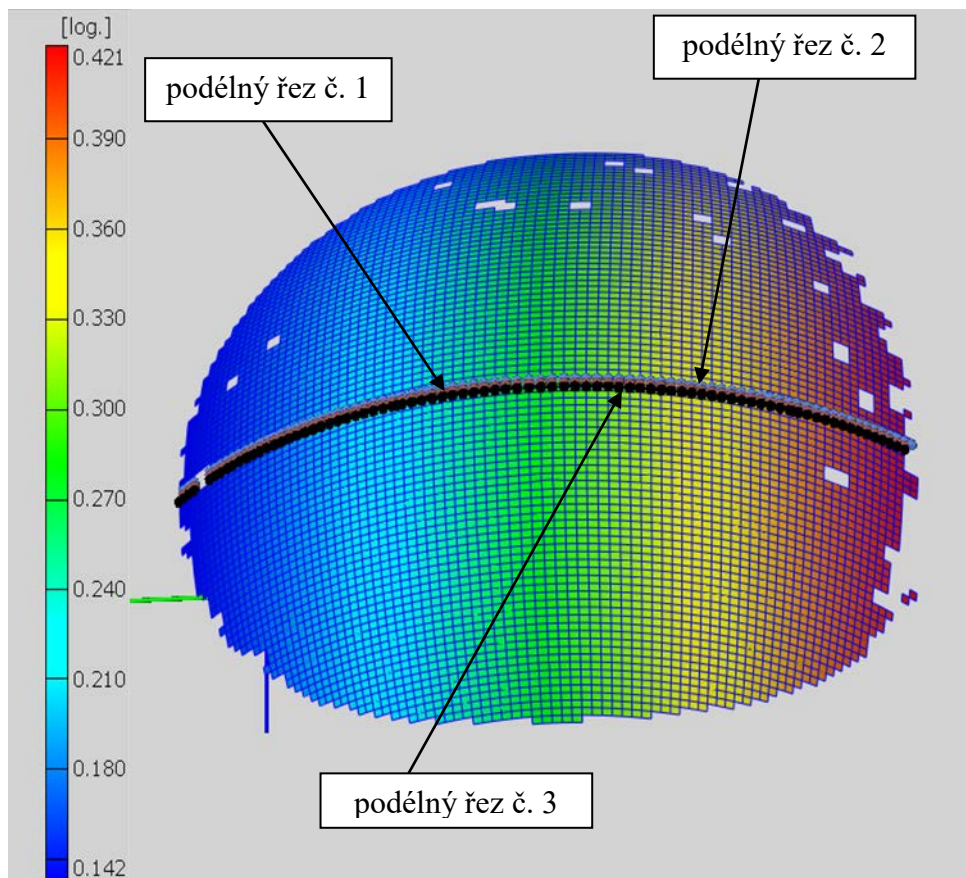 [log.]
0.421
0.390
0.360
0.330
0.300
0.270
0.240
0.210
0.180
0.142
podélný řez č. 1
podélný řez č. 2
podélný řez č. 3